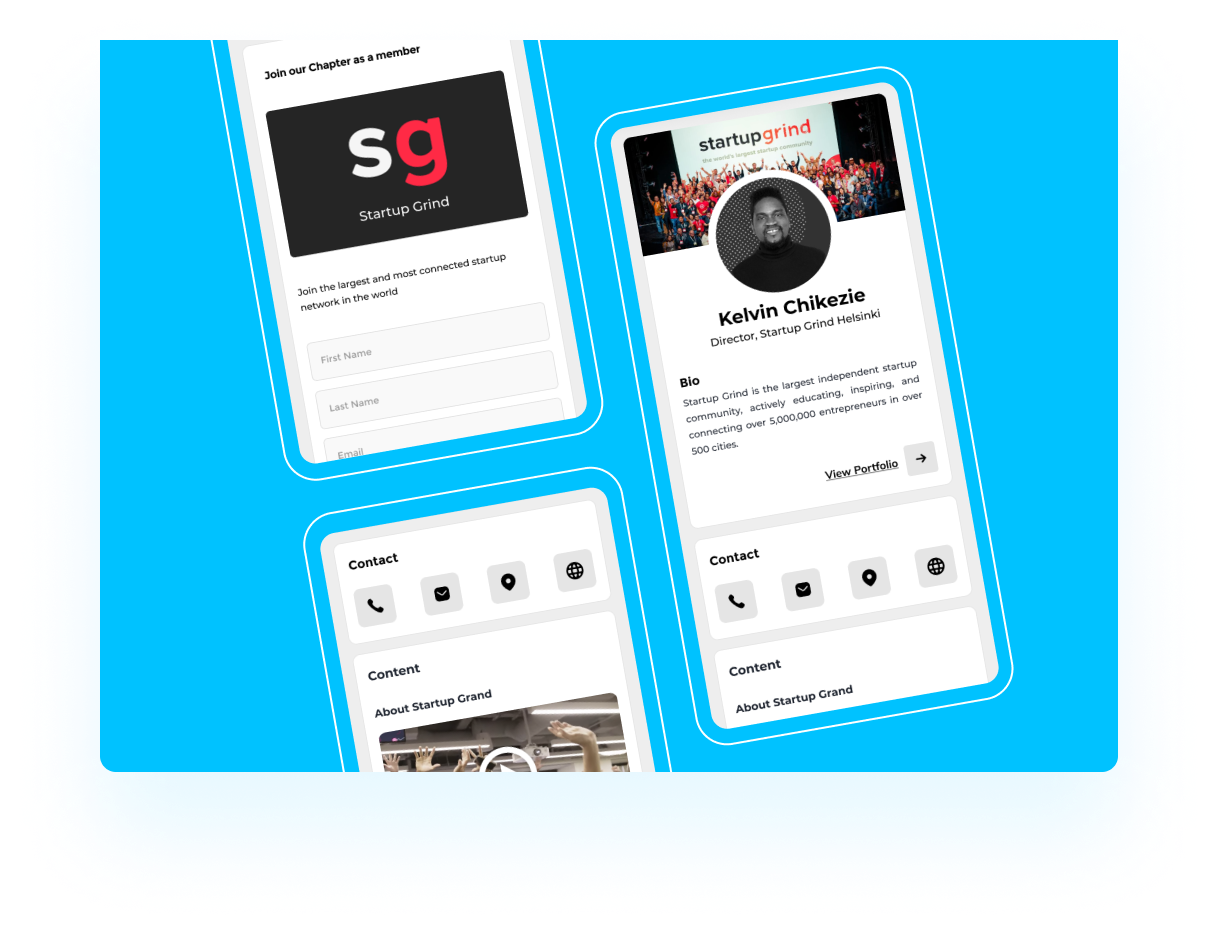 Join our Chapter as a member
sg
Startup Grind
Join the largest and most connected startup
network in the world
First Name
Last Name
Email
startupgrind
the world's largest startup community
Kelvin Chikezie
Director, Startup Grind Helsinki
Bio
Startup Grind is the largest independent startup
community, actively educating, inspiring, and
connecting over 5,000,000 entrepreneurs in over
500 cities.
View Portfolio
Contact
Content
About Startup Grand
Contact
Content
About Startup Grand